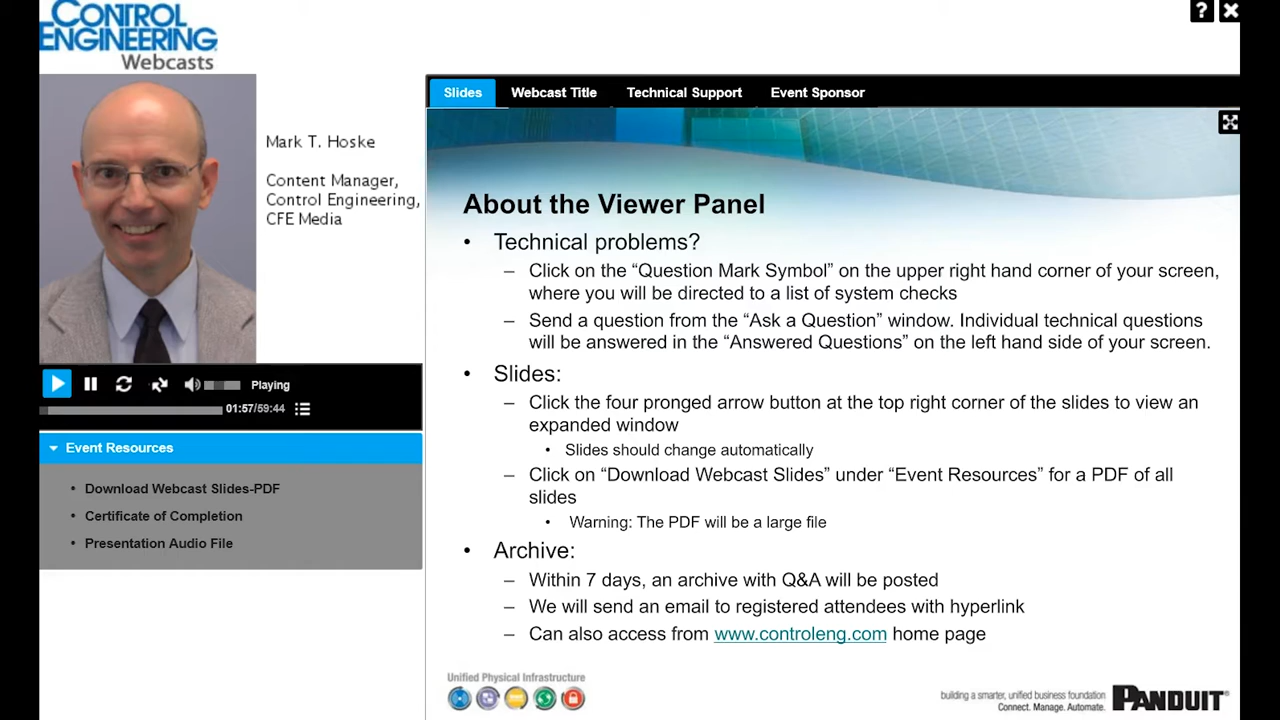 CONTROL
ENGINEERING
Webcasts
?
Mark T. Hoske
Content Manager,
Control Engineering,
CFE Media
Playing
01:57/59:44
Event Resources
• Download Webcast Slides-PDF
• Certificate of Completion
• Presentation Audio File
Slides Webcast Title Technical Support Event Sponsor
About the Viewer Panel
• Technical problems?
– Click on the “Question Mark Symbol” on the upper right hand corner of your screen,
where you will be directed to a list of system checks
– Send a question from the “Ask a Question” window. Individual technical questions
will be answered in the “Answered Questions” on the left hand side of your screen.
• Slides:
– Click the four pronged arrow button at the top right corner of the slides to view an
expanded window
• Slides should change automatically
– Click on “Download Webcast Slides” under “Event Resources” for a PDF of all
slides
• Warning: The PDF will be a large file
• Archive:
– Within 7 days, an archive with Q&A will be posted
– We will send an email to registered attendees with hyperlink
– Can also access from www.controleng.com home page
Unified Physical Infrastructure
building a smarter, unified business foundation
Connect. Manage. Automate.
PANDUIT